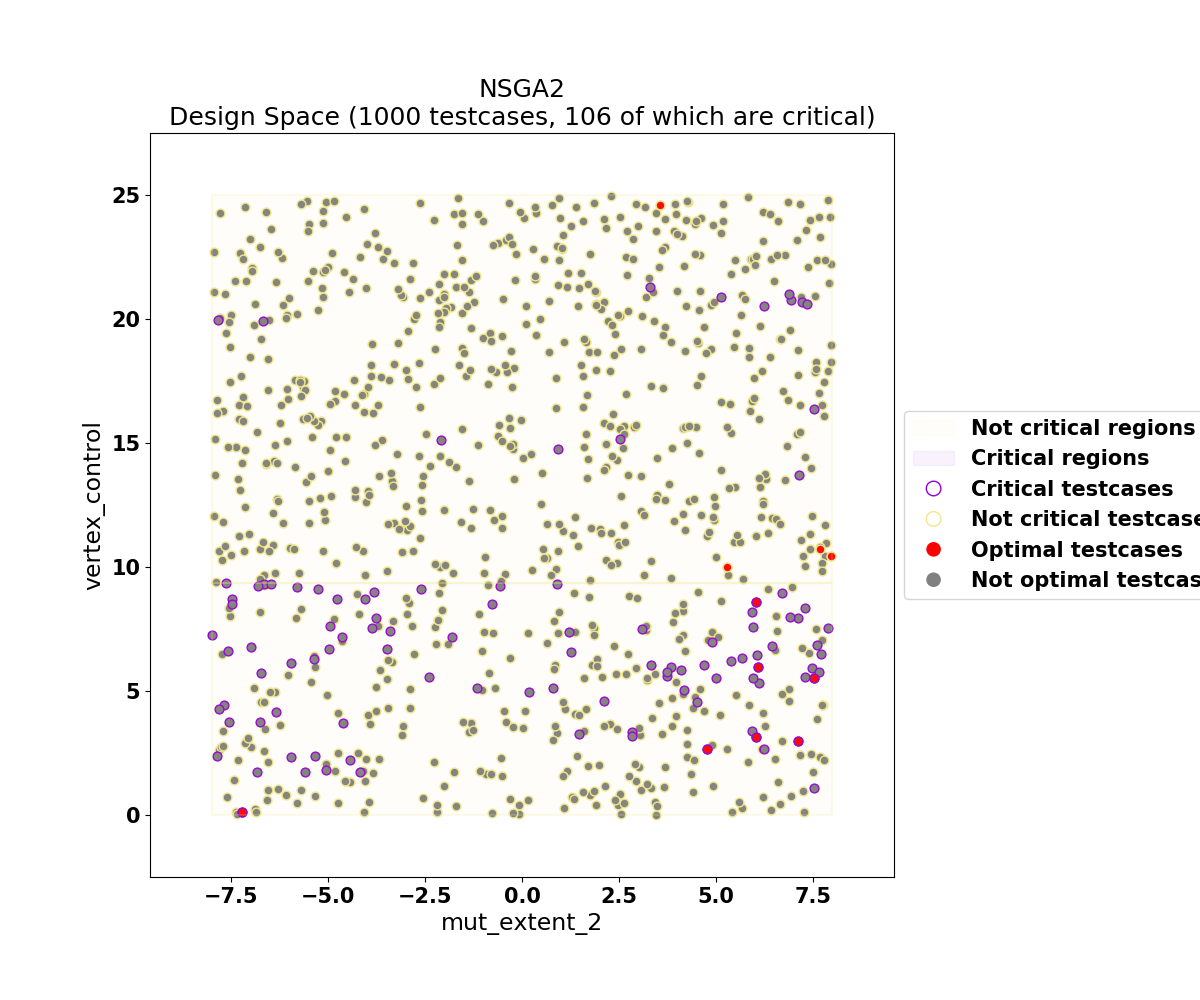 NSGA2
Design Space (1000 testcases, 106 of which are critical)
25
20
15
10
5
0
vertex_control
−7.5
−5.0
−2.5
0.0
2.5
5.0
7.5
mut_extent_2
Not critical regions
Critical regions
Critical testcases
Not critical testcase
Optimal testcases
Not optimal testcas